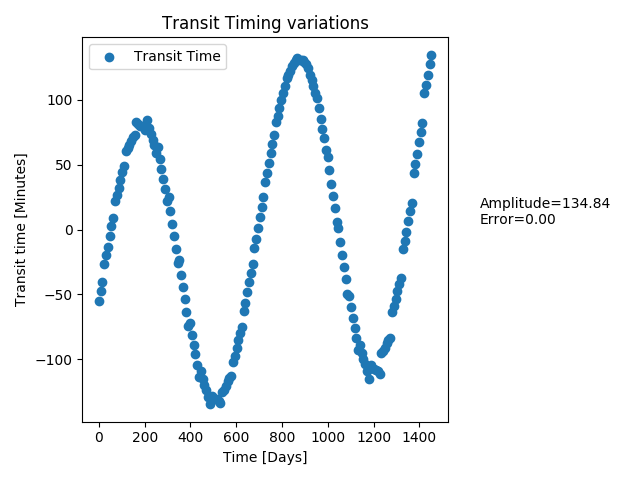 Transit Timing variations
Transit Time
Transit time [Minutes]
100
50
0
−50
−100
0
200
400
600
800
1000
1200
1400
Time [Days]
Amplitude=134.84
Error=0.00